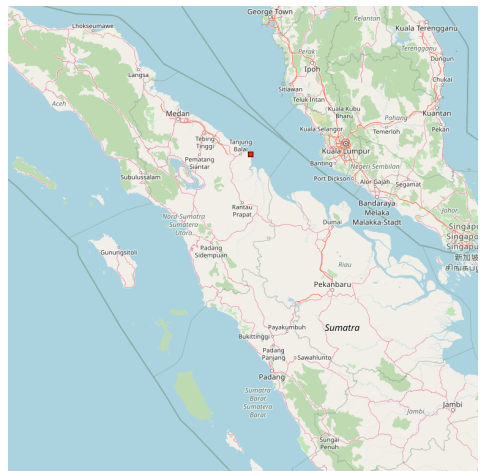 Lhokseumawe
George Town
Kelantan
Kuala Terengganu
Perak
Terengganu
Dungun
Ipoh
Langsa
Chukai
Sitiawan
Aceh
Teluk Intan
Medan
Kuala Kubu
Bharu
Pahang
Kuantan
Tebing
Tinggi
Tanjung
Balai
Kuala Selangor
Temerloh
Pekan
Pematang
Siantar
Kuala Lumpur
Banting
Negeri Sembilan
Subulussalam
Port Dickson
Alor Gajah
Segamat
Bandaraya
Melaka
Malakka-Stadt
Rantau
Prapat
Johor
Nord-Sumatra
Sumatera
Utara
Dumai
Singapu
Singapo
Singapo
新加坡
Gunungsitoli
Padang
Sidempuan
Riau
Pekanbaru
Payakumbuh
Sumatra
Bukittinggi
Padang
Panjang
Sawahlunto
Padang
Sumatra
Barat
Sumatera
Barat
Jambi
Jambi
Sungai
Penuh